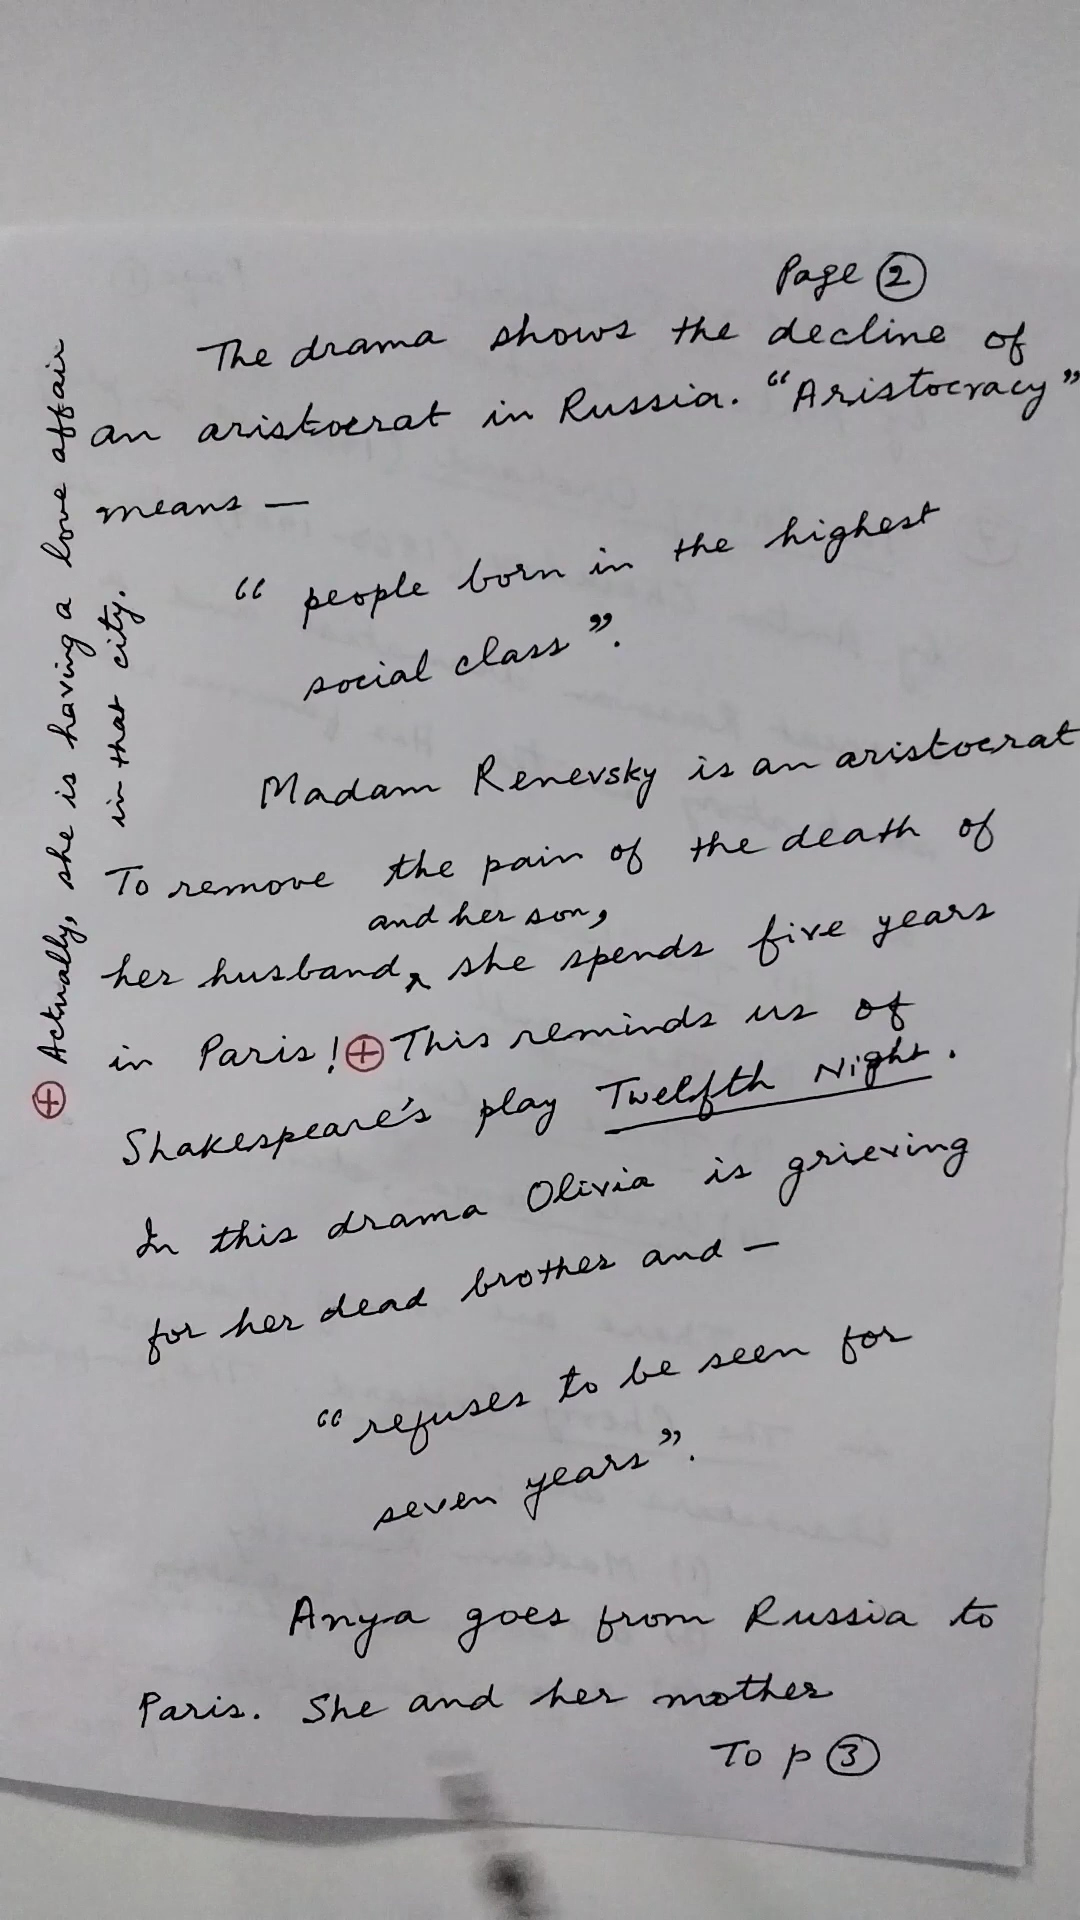 Page ②
The drama shows the decline of
an aristocrat in Russia. “Aristocracy”
means —
“ people born in the highest
social class ”.
Madam Renevsky is an aristocrat
To remove the pain of the death of
and her son,
her husband‸ she spends five years
in Paris! ⊕ This reminds us of
Shakespeare's play Twelfth Night.
In this drama Olivia is grieving
for her dead brother and —
“ refuses to be seen for
seven years ”.
Anya goes from Russia to
Paris. She and her mother
To p ③
⊕ Actually, she is having a love affair
in that city.